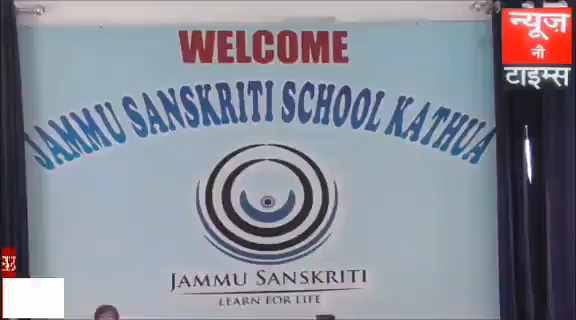 WELCOME
JAMMU SANSKRITI SCHOOL KATHUA
JAMMU SANSKRITI
LEARN FOR LIFE
न्यूज़
नौ
टाइम्स